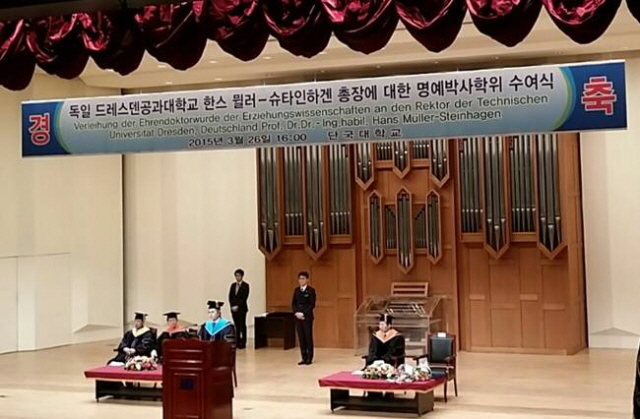 경
독일 드레스덴공과대학교 한스 뮐러-슈타인하겐 총장에 대한 명예박사학위 수여식
Verleihung der Ehrendoktorwurde der Erziehungswissenschaften an den Rektor der Technischen
Universität Dresden, Deutschland Prof. Dr.Dr.- Ing.habil, Hans Müller-Steinhagen
2015년 3월 26일 16:00 단국대학교
축